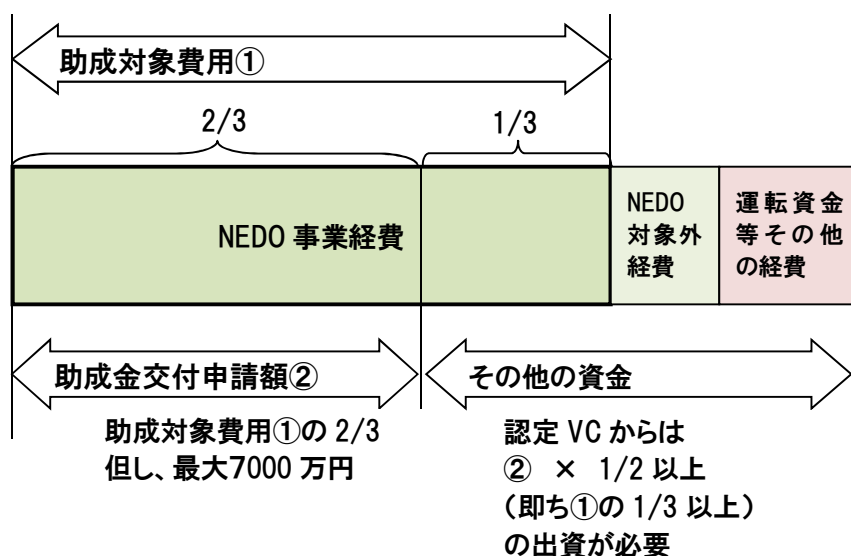 助成対象費用①
2/3
1/3
NEDO 事業経費
NEDO
対象外
経費
運転資金
等その他
の経費
助成金交付申請額②
その他の資金
助成対象費用①の 2/3
但し、最大7000 万円
認定 VC からは
② × 1/2 以上
(即ち①の 1/3 以上)
の出資が必要